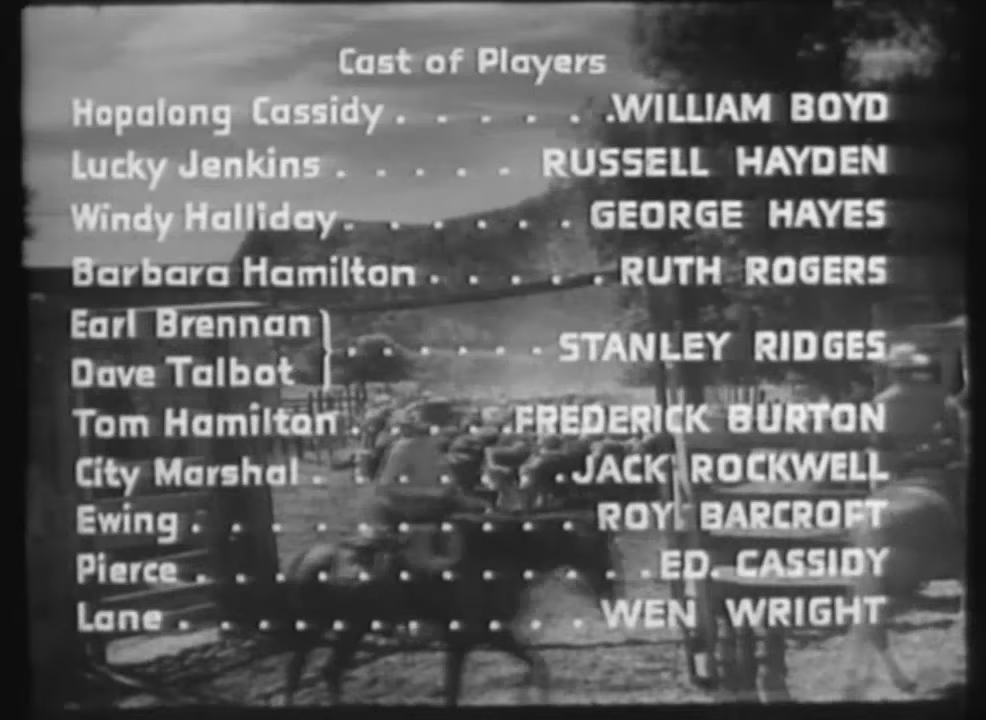 Cast of Players
Hopalong Cassidy . . . . . . . WILLIAM BOYD
Lucky Jenkins . . . . . RUSSELL HAYDEN
Windy Halliday . . . . . . GEORGE HAYES
Barbara Hamilton . . . . . RUTH ROGERS
Earl Brennan
Dave Talbot } . . . . . . . STANLEY RIDGES
Tom Hamilton . . . . . FREDERICK BURTON
City Marshal . . . . . . . JACK ROCKWELL
Ewing . . . . . . . . . . . ROY BARCROFT
Pierce . . . . . . . . . . . . . ED. CASSIDY
Lane . . . . . . . . . . . . WEN WRIGHT